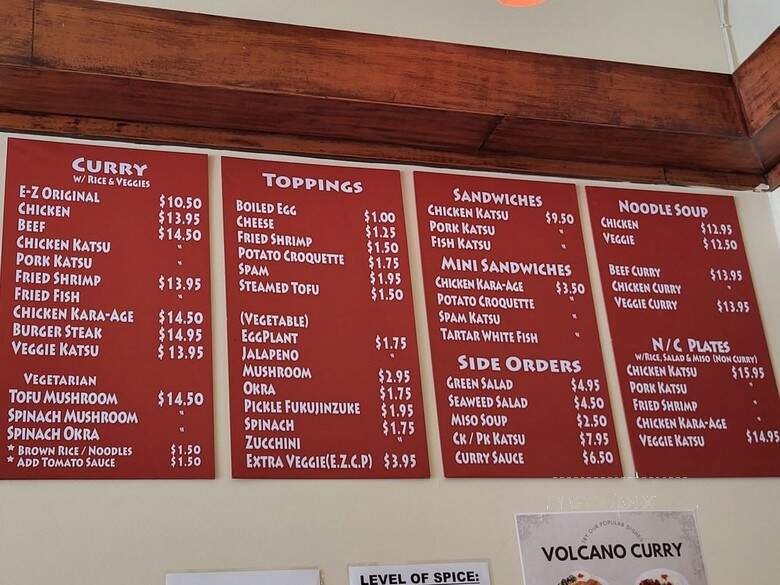 CURRY
W/ RICE & VEGGIES
E-Z ORIGINAL $10.50
CHICKEN $13.95
BEEF $14.50
CHICKEN KATSU "
PORK KATSU "
FRIED SHRIMP $13.95
FRIED FISH "
CHICKEN KARA-AGE $14.50
BURGER STEAK $14.95
VEGGIE KATSU $13.95
VEGETARIAN
TOFU MUSHROOM $14.50
SPINACH MUSHROOM "
SPINACH OKRA "
* BROWN RICE / NOODLES $1.50
* ADD TOMATO SAUCE $1.50
TOPPINGS
BOILED EGG $1.00
CHEESE $1.25
FRIED SHRIMP $1.50
POTATO CROQUETTE $1.75
SPAM $1.95
STEAMED TOFU $1.50
(VEGETABLE)
EGGPLANT $1.75
JALAPENO "
MUSHROOM $2.95
OKRA $1.75
PICKLE FUKUJINZUKE $1.95
SPINACH $1.75
ZUCCHINI "
EXTRA VEGGIE(E.Z.C.P) $3.95
SANDWICHES
CHICKEN KATSU $9.50
PORK KATSU "
FISH KATSU "
MINI SANDWICHES
CHICKEN KARA-AGE $3.50
POTATO CROQUETTE "
SPAM KATSU "
TARTAR WHITE FISH "
SIDE ORDERS
GREEN SALAD $4.95
SEAWEED SALAD $4.50
MISO SOUP $2.50
CK / PK KATSU $7.95
CURRY SAUCE $6.50
NOODLE SOUP
CHICKEN $12.95
VEGGIE $12.50
BEEF CURRY $13.95
CHICKEN CURRY "
VEGGIE CURRY $13.95
N/C PLATES
W/RICE, SALAD & MISO (NON CURRY)
CHICKEN KATSU $15.95
PORK KATSU "
FRIED SHRIMP "
CHICKEN KARA-AGE "
VEGGIE KATSU $14.95
LEVEL OF SPICE:
TRY OUR POPULAR
VOLCANO CURRY